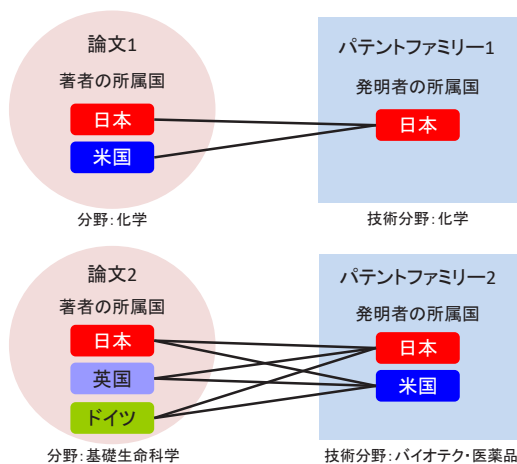 論文1
著者の所属国
日本
米国
分野：化学
パテントファミリー1
発明者の所属国
日本
技術分野：化学
論文2
著者の所属国
日本
英国
ドイツ
分野：基礎生命科学
パテントファミリー2
発明者の所属国
日本
米国
技術分野：バイオテク・医薬品